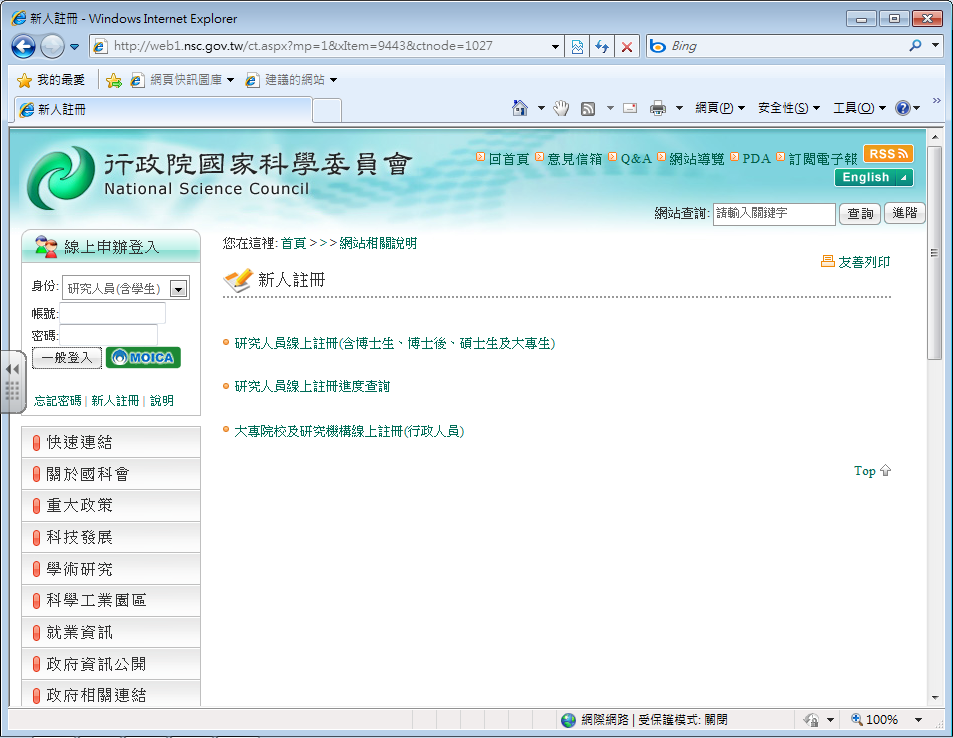 新人註冊 - Windows Internet Explorer
http://web1.nsc.gov.tw/ct.aspx?mp=1&xItem=9443&ctnode=1027
Bing
我的最愛
網頁快訊圖庫
建議的網站
新人註冊
網頁(P)
安全性(S)
工具(O)
行政院國家科學委員會
National Science Council
回首頁 意見信箱 Q&A 網站導覽 PDA 訂閱電子報 RSS
English
網站查詢: 請輸入關鍵字 查詢 進階
線上申辦登入
身份: 研究人員(含學生)
帳號:
密碼:
一般登入 MOICA
忘記密碼 | 新人註冊 | 說明
快速連結
關於國科會
重大政策
科技發展
學術研究
科學工業園區
就業資訊
政府資訊公開
政府相關連結
您在這裡: 首頁 >>> 網站相關說明
友善列印
新人註冊
研究人員線上註冊(含博士生、博士後、碩士生及大專生)
研究人員線上註冊進度查詢
大專院校及研究機構線上註冊(行政人員)
Top
網際網路 | 受保護模式: 關閉
100%